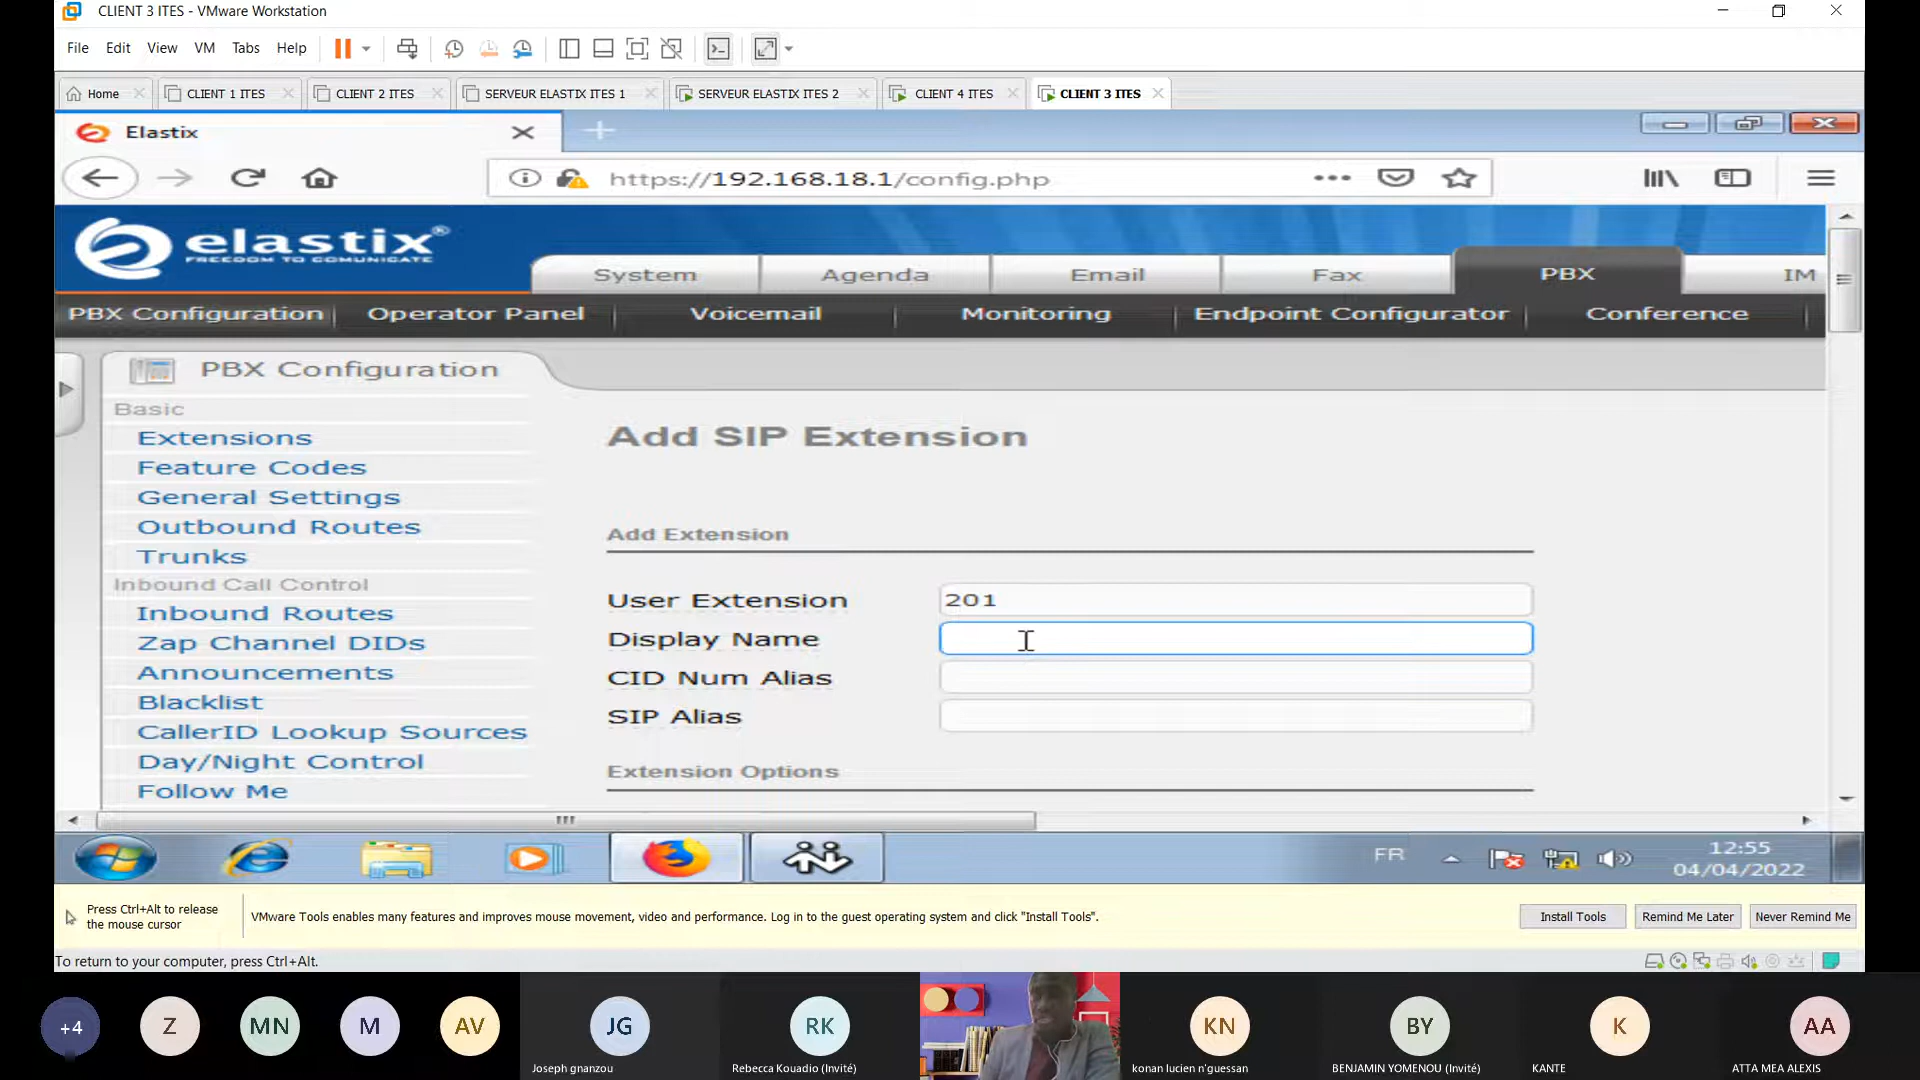 CLIENT 3 ITES - VMware Workstation
File Edit View VM Tabs Help
Home
CLIENT 1 ITES
CLIENT 2 ITES
SERVEUR ELASTIX ITES 1
SERVEUR ELASTIX ITES 2
CLIENT 4 ITES
CLIENT 3 ITES
Elastix
https://192.168.18.1/config.php
elastix®
FREEDOM TO COMUNICATE
System Agenda Email Fax PBX IM
PBX Configuration Operator Panel Voicemail Monitoring Endpoint Configurator Conference
PBX Configuration
Basic
Extensions
Feature Codes
General Settings
Outbound Routes
Trunks
Inbound Call Control
Inbound Routes
Zap Channel DIDs
Announcements
Blacklist
CallerID Lookup Sources
Day/Night Control
Follow Me
Add SIP Extension
Add Extension
User Extension 201
Display Name
CID Num Alias
SIP Alias
Extension Options
FR
12:55
04/04/2022
Press Ctrl+Alt to release
the mouse cursor
VMware Tools enables many features and improves mouse movement, video and performance. Log in to the guest operating system and click "Install Tools".
Install Tools
Remind Me Later
Never Remind Me
To return to your computer, press Ctrl+Alt.
+4
Z
MN
M
AV
JG
RK
KN
BY
K
AA
Joseph gnanzou
Rebecca Kouadio (Invité)
konan lucien n'guessan
BENJAMIN YOMENOU (Invité)
KANTE
ATTA MEA ALEXIS